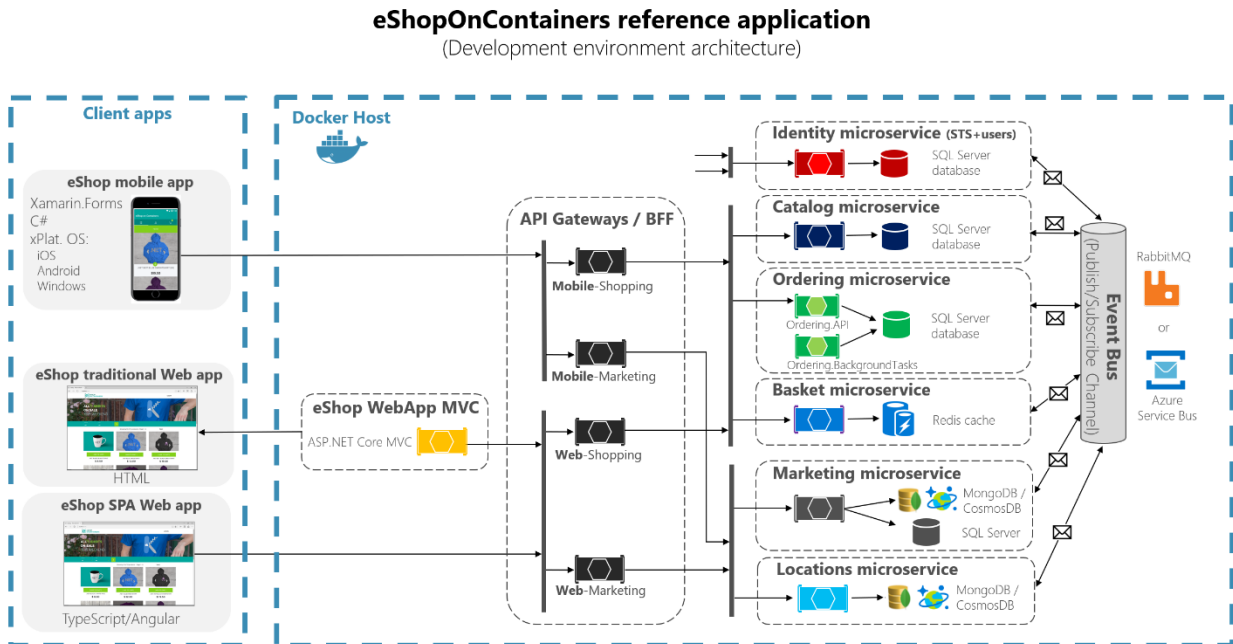 eShopOnContainers reference application
(Development environment architecture)
Client apps
eShop mobile app
Xamarin.Forms
C#
xPlat. OS:
iOS
Android
Windows
eShop traditional Web app
HTML
eShop SPA Web app
TypeScript/Angular
Docker Host
eShop WebApp MVC
ASP.NET Core MVC
API Gateways / BFF
Mobile-Shopping
Mobile-Marketing
Web-Shopping
Web-Marketing
Identity microservice (STS+users)
SQL Server
database
Catalog microservice
SQL Server
database
Ordering microservice
Ordering.API
SQL Server
database
Ordering.BackgroundTasks
Basket microservice
Redis cache
Marketing microservice
MongoDB /
CosmosDB
SQL Server
Locations microservice
MongoDB /
CosmosDB
Event Bus
(Publish/Subscribe Channel)
RabbitMQ
or
Azure
Service Bus